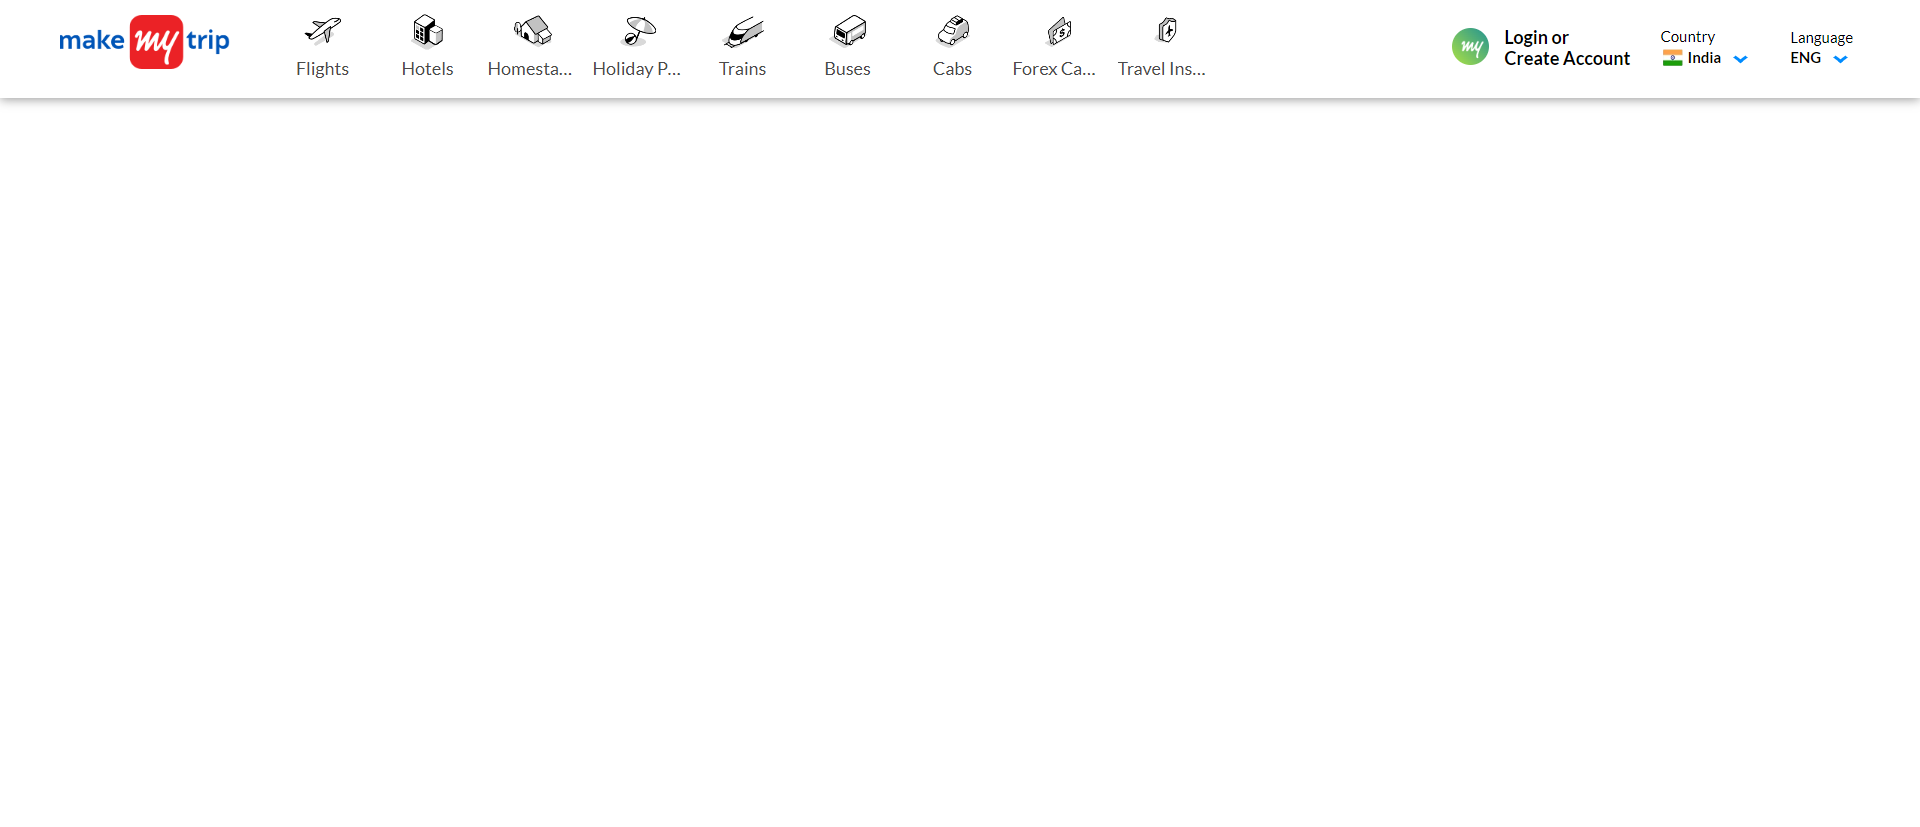 make my trip
Flights
Hotels
Homesta...
Holiday P...
Trains
Buses
Cabs
Forex Ca...
Travel Ins...
my
Login or
Create Account
Country
India
Language
ENG